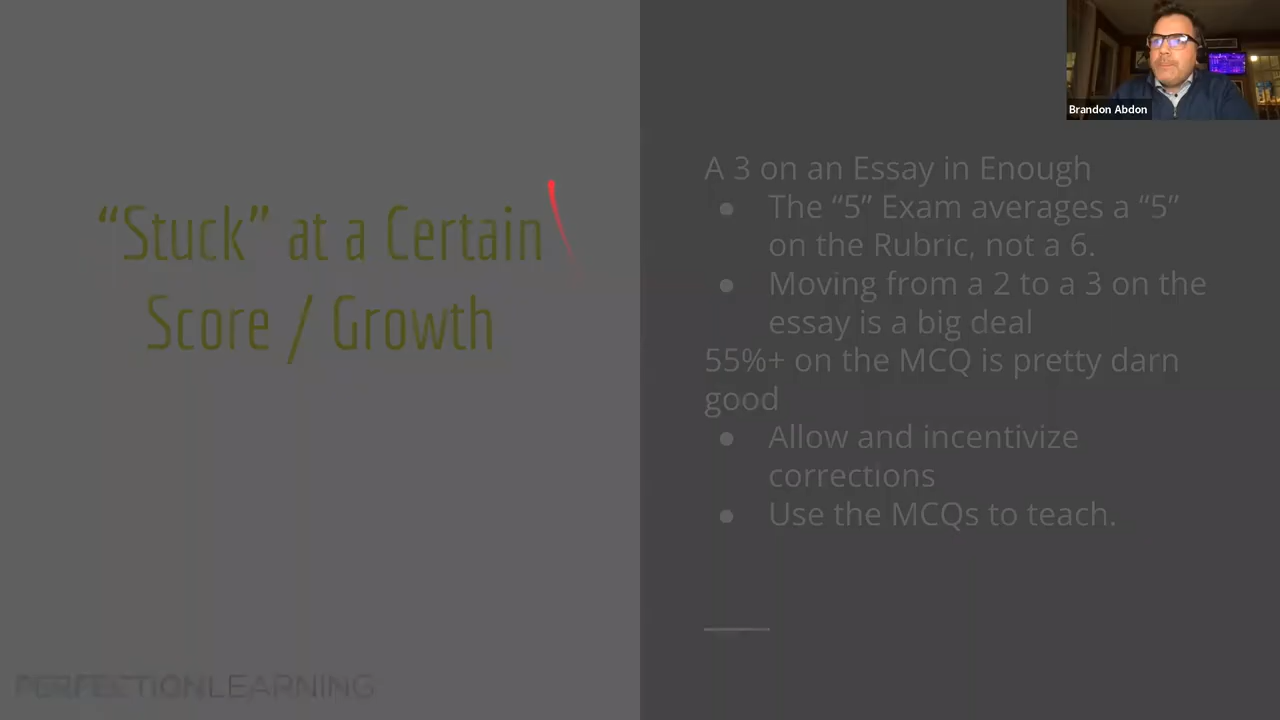 “Stuck” at a Certain
Score / Growth
PERFECTIONLEARNING
Brandon Abdon
A 3 on an Essay in Enough
● The “5” Exam averages a “5”
on the Rubric, not a 6.
● Moving from a 2 to a 3 on the
essay is a big deal
55%+ on the MCQ is pretty darn
good
● Allow and incentivize
corrections
● Use the MCQs to teach.